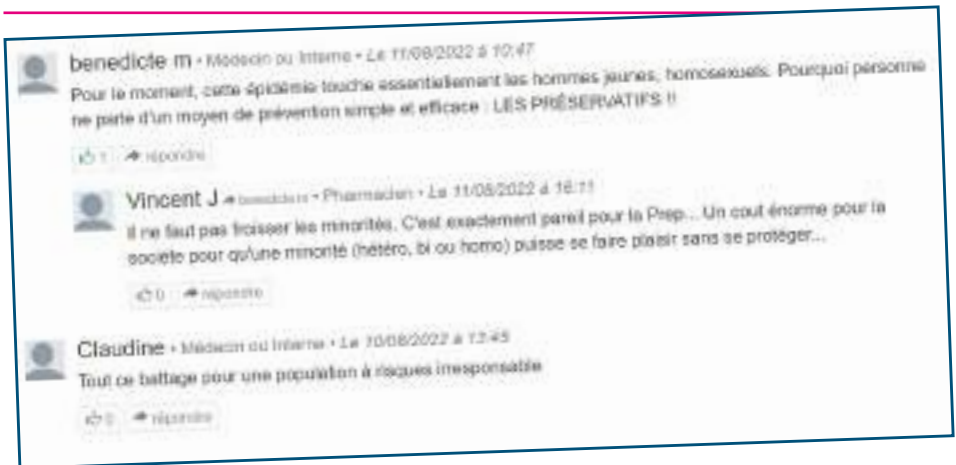 benedicte m • Médecin ou Interne • Le 11/08/2022 à 10:47
Pour le moment, cette épidémie touche essentiellement les hommes jeunes, homosexuels. Pourquoi personne
ne parle d'un moyen de prévention simple et efficace : LES PRÉSERVATIFS !!
1 répondre
Vincent J • Pharmacien • Le 11/08/2022 à 16:11
Il ne faut pas froisser les minorités. C'est exactement pareil pour la Prep... Un cout énorme pour la
société pour qu'une minorité (hétéro, bi ou homo) puisse se faire plaisir sans se protéger...
0 répondre
Claudine • Médecin ou Interne • Le 10/08/2022 à
Tout ce battage pour une population à risques irresponsable
répondre